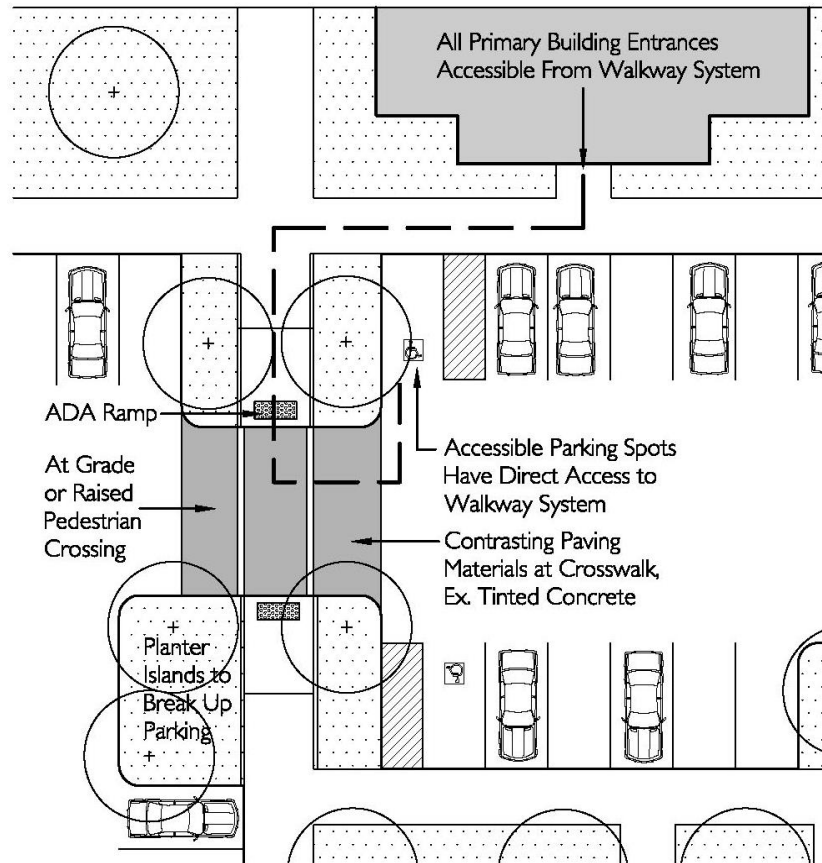 All Primary Building Entrances
Accessible From Walkway System
ADA Ramp
At Grade
or Raised
Pedestrian
Crossing
Accessible Parking Spots
Have Direct Access to
Walkway System
Contrasting Paving
Materials at Crosswalk,
Ex. Tinted Concrete
Planter
Islands to
Break Up
Parking